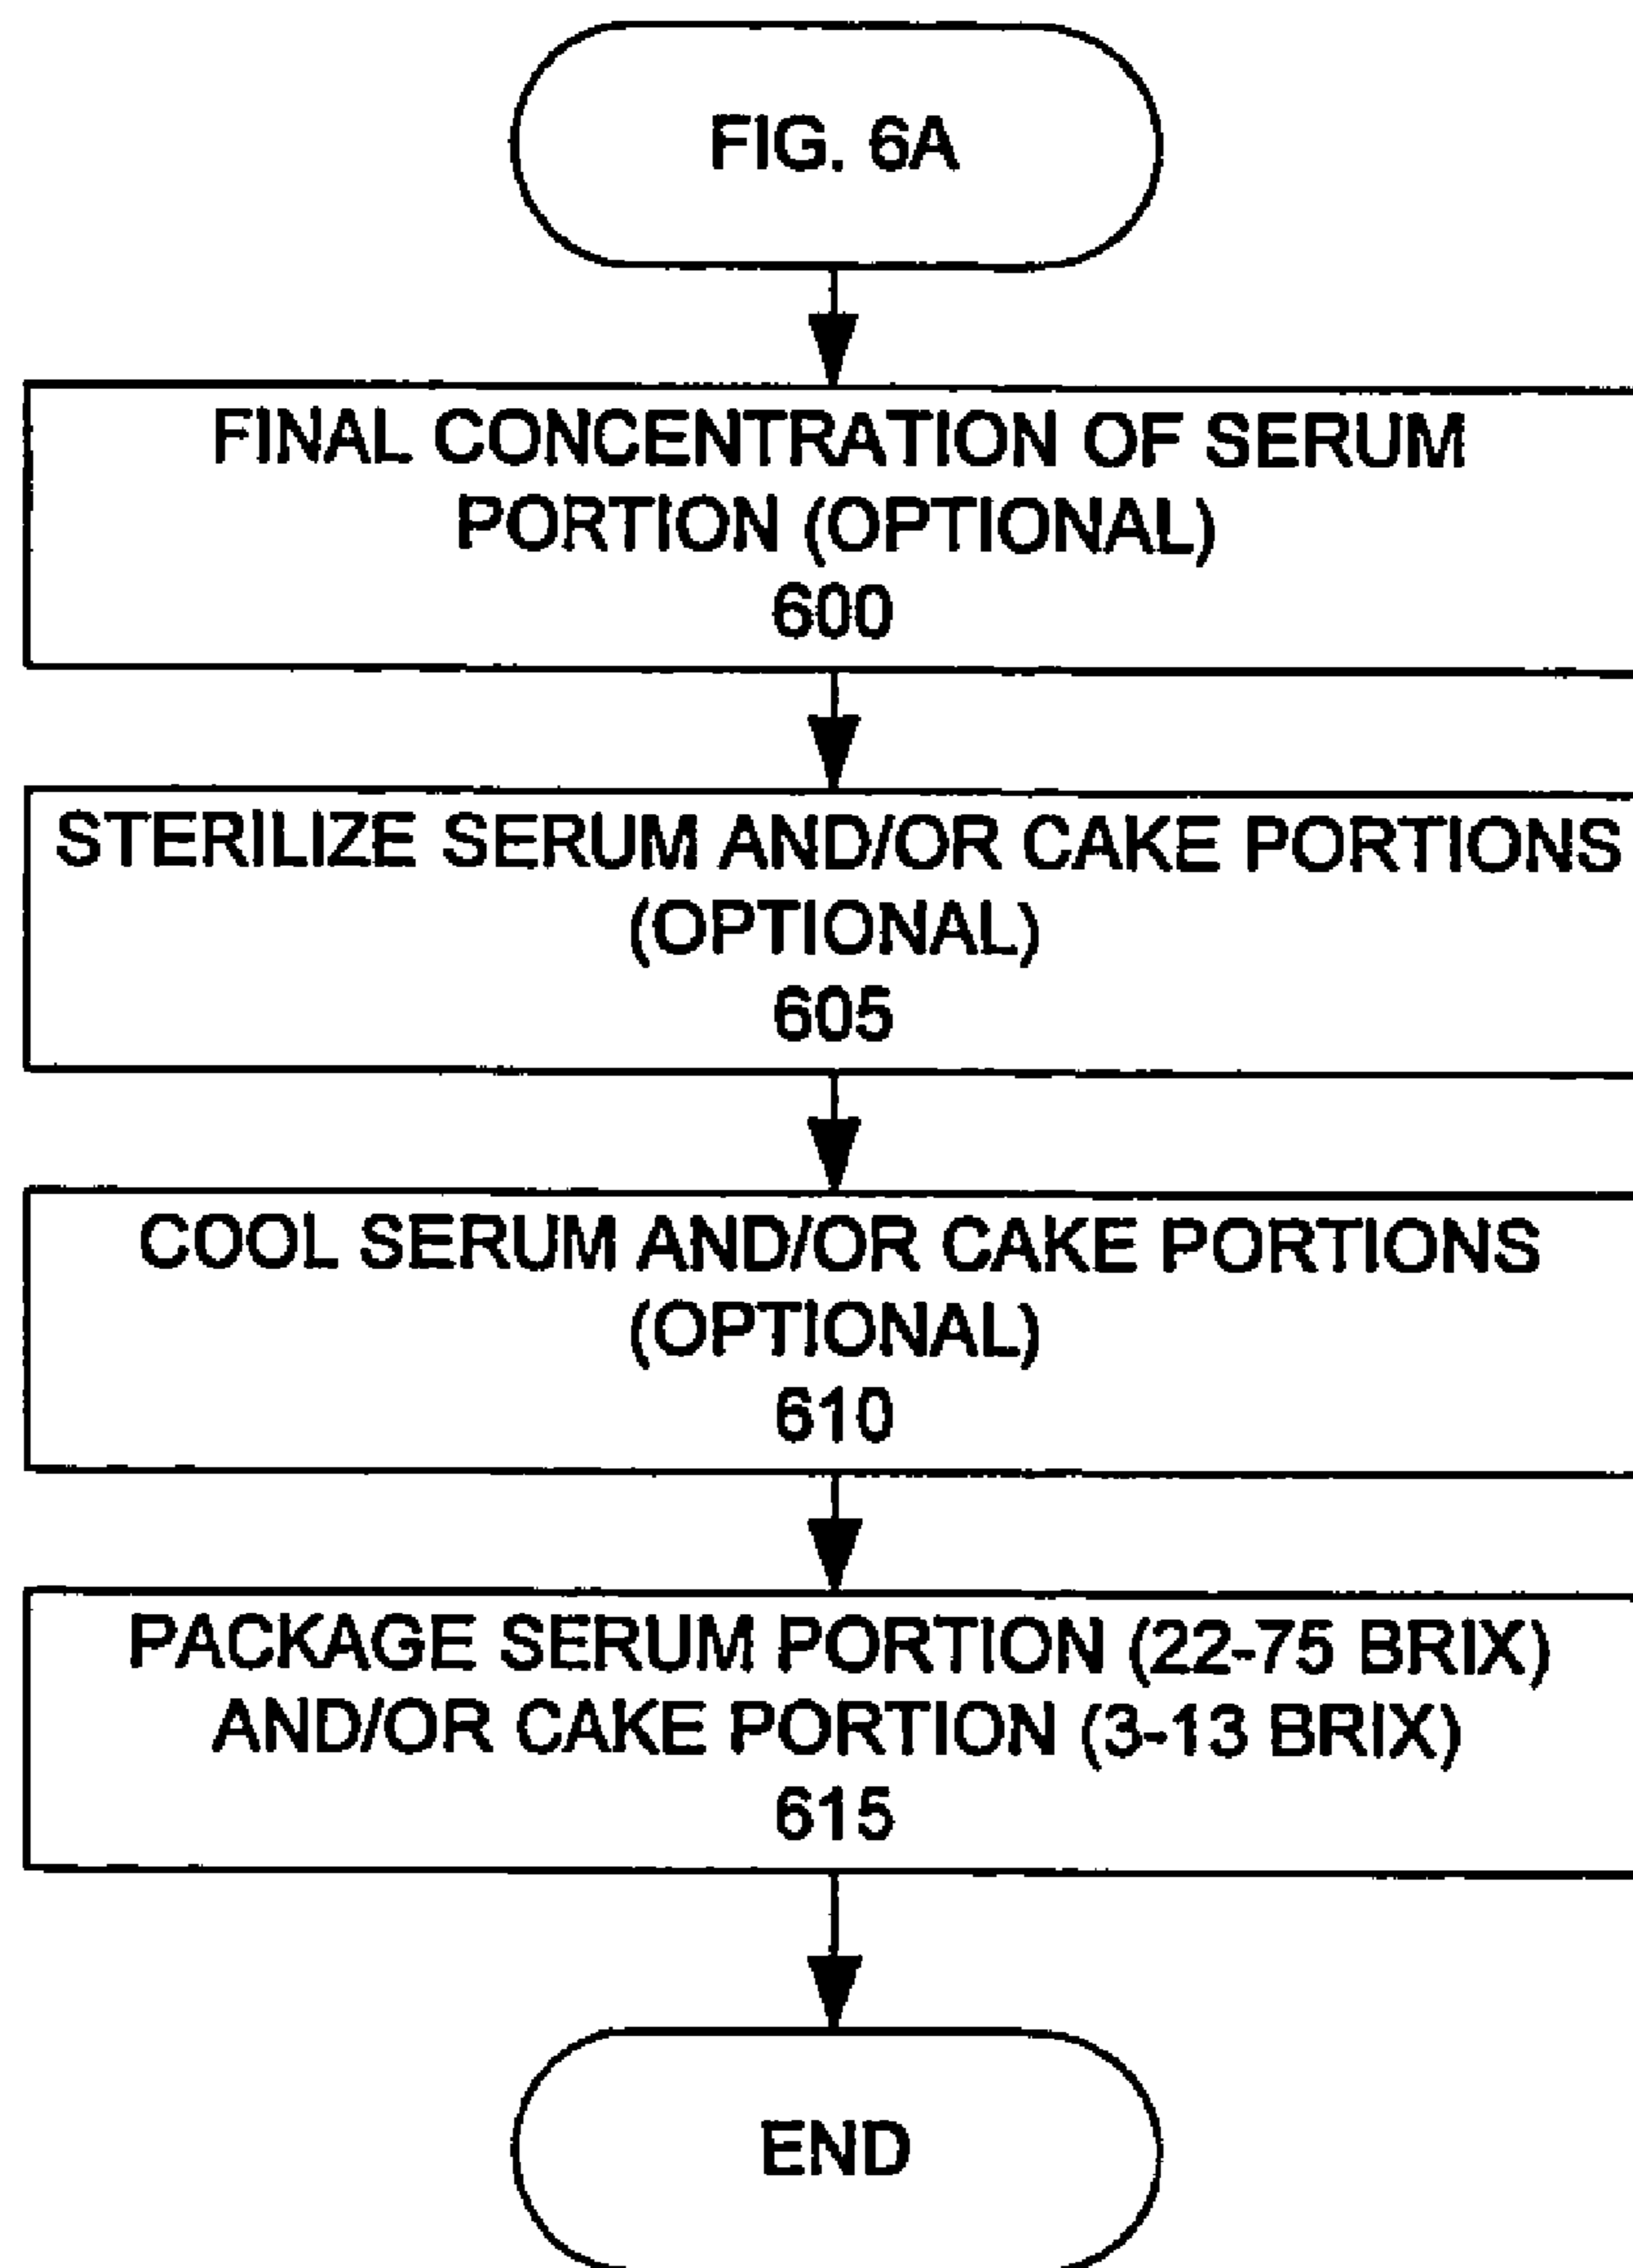 FIG. 6A
FINAL CONCENTRATION OF SERUM
PORTION (OPTIONAL)
600
STERILIZE SERUM AND/OR CAKE PORTIONS
(OPTIONAL)
605
COOL SERUM AND/OR CAKE PORTIONS
(OPTIONAL)
610
PACKAGE SERUM PORTION (22-75 BRIX)
AND/OR CAKE PORTION (3-13 BRIX)
615
END